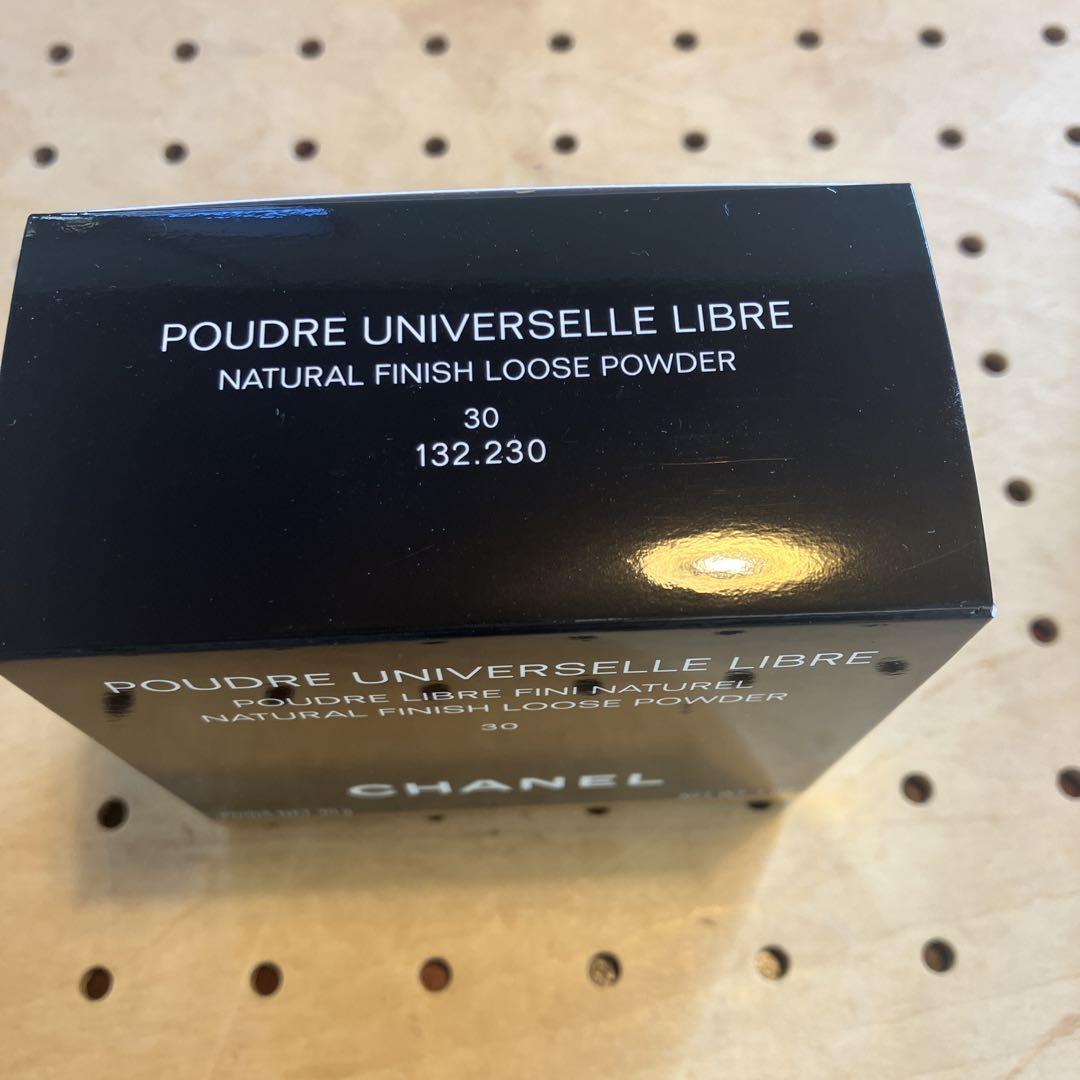 POUDRE UNIVERSELLE LIBRE
NATURAL FINISH LOOSE POWDER
30
132.230
POUDRE UNIVERSELLE LIBRE
POUDRE LIBRE FINI NATUREL
NATURAL FINISH LOOSE POWDER
30
CHANEL